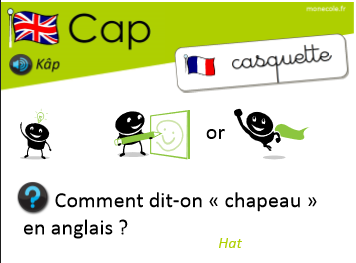 monecole.fr
Cap
Kâp
casquette
or
? Comment dit-on « chapeau »
en anglais ?
Hat